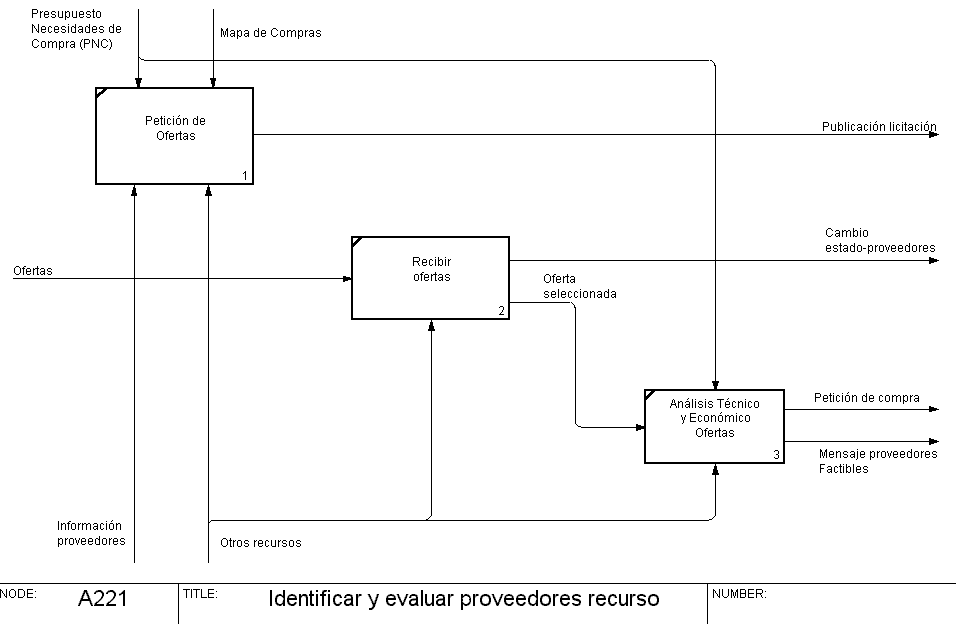 Presupuesto
Necesidades de
Compra (PNC)
Mapa de Compras
Petición de
Ofertas
1
Publicación licitación
Cambio
estado-proveedores
Ofertas
Recibir
ofertas
2
Oferta
seleccionada
Análisis Técnico
y Económico
Ofertas
3
Petición de compra
Mensaje proveedores
Factibles
Información
proveedores
Otros recursos
NODE:
A221
TITLE:
Identificar y evaluar proveedores recurso
NUMBER: